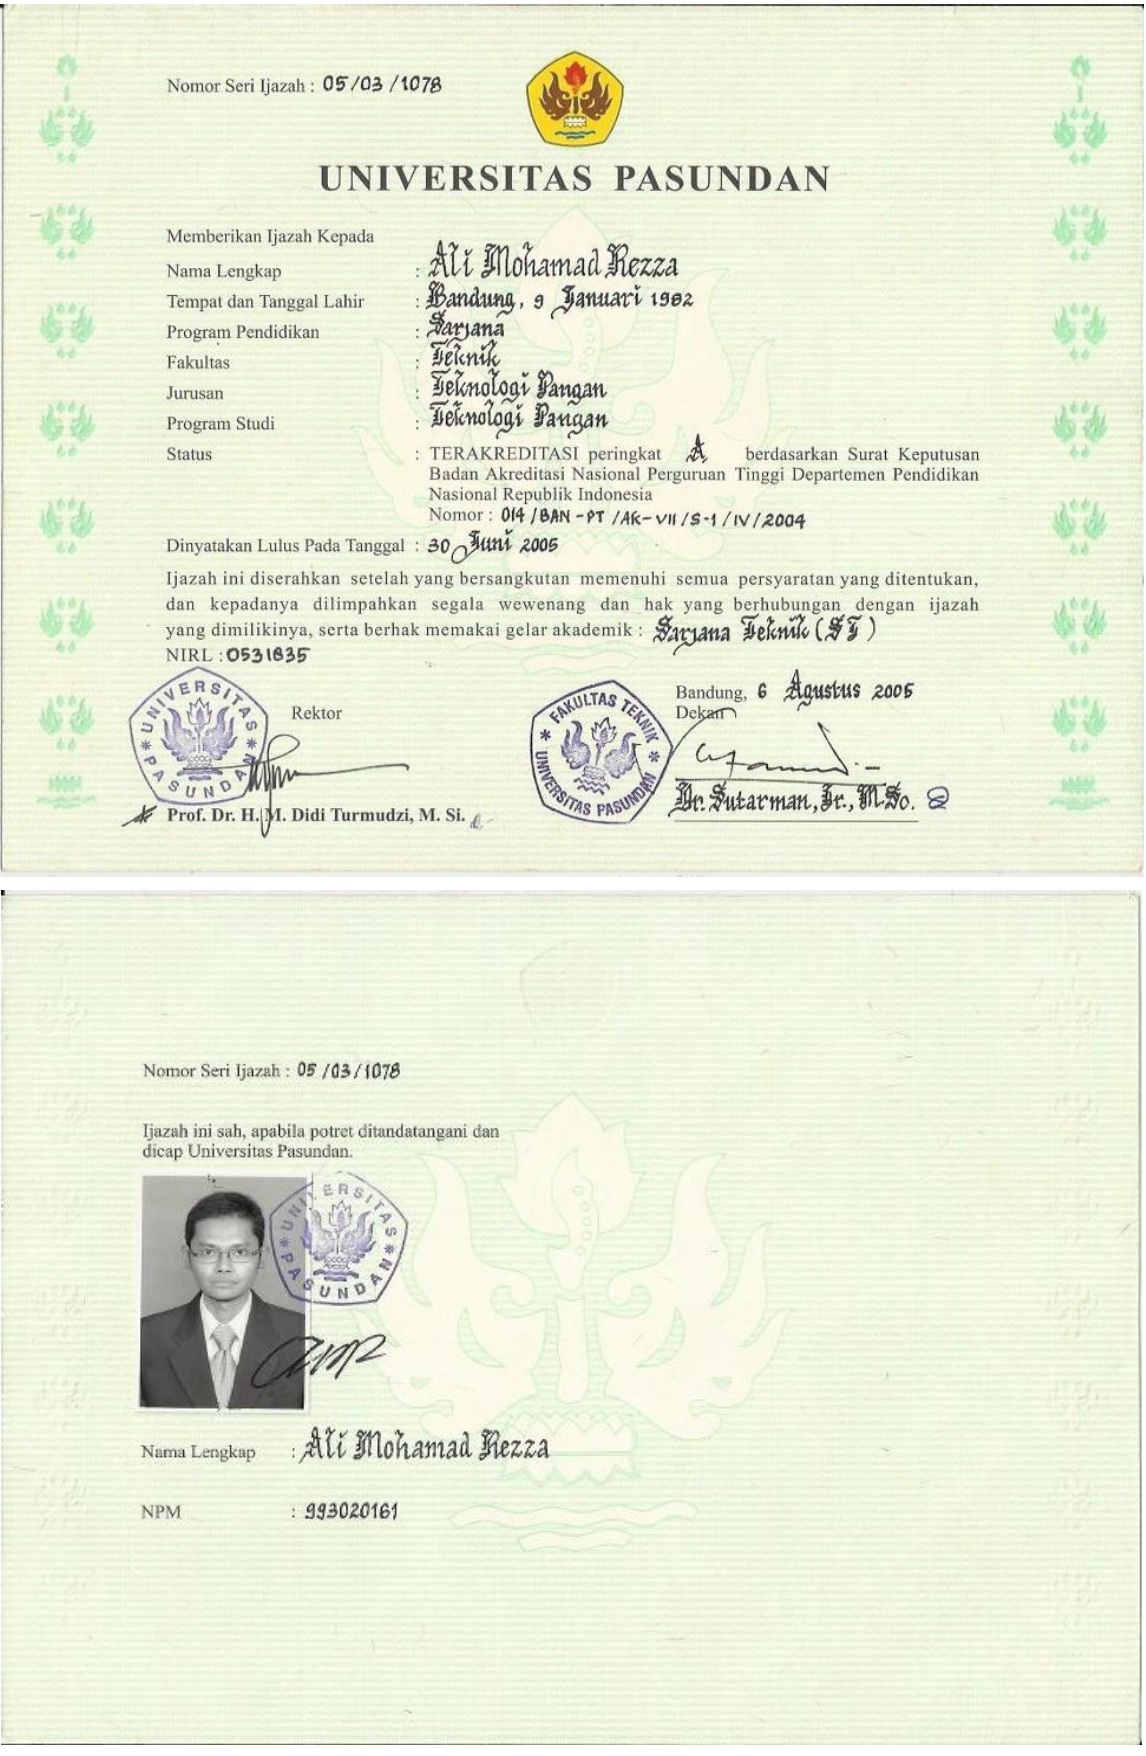 Nomor Seri Ijazah : 05/03/1078
UNIVERSITAS PASUNDAN
Memberikan Ijazah Kepada
Nama Lengkap : Ali Mohamad Rezza
Tempat dan Tanggal Lahir : Bandung, 9 Januari 1982
Program Pendidikan : Sarjana
Fakultas : Teknik
Jurusan : Teknologi Pangan
Program Studi : Teknologi Pangan
Status : TERAKREDITASI peringkat A berdasarkan Surat Keputusan
Badan Akreditasi Nasional Perguruan Tinggi Departemen Pendidikan
Nasional Republik Indonesia
Nomor : 014/BAN-PT/AK-VII/S-1/IV/2004
Dinyatakan Lulus Pada Tanggal : 30 Juni 2005
Ijazah ini diserahkan setelah yang bersangkutan memenuhi semua persyaratan yang ditentukan,
dan kepadanya dilimpahkan segala wewenang dan hak yang berhubungan dengan ijazah
yang dimilikinya, serta berhak memakai gelar akademik : Sarjana Teknik (ST)
NIRL : 0531835
Bandung, 6 Agustus 2005
Rektor
Dekan
UNIVERSITAS PASUNDAN
FAKULTAS TEKNIK
UNIVERSITAS PASUNDAN
Prof. Dr. H. M. Didi Turmudzi, M. Si.
Dr. Sutarman, Ir., M.Sc.
Nomor Seri Ijazah : 05/03/1078
Ijazah ini sah, apabila potret ditandatangani dan
dicap Universitas Pasundan.
UNIVERSITAS PASUNDAN
Nama Lengkap : Ali Mohamad Rezza
NPM : 993020161